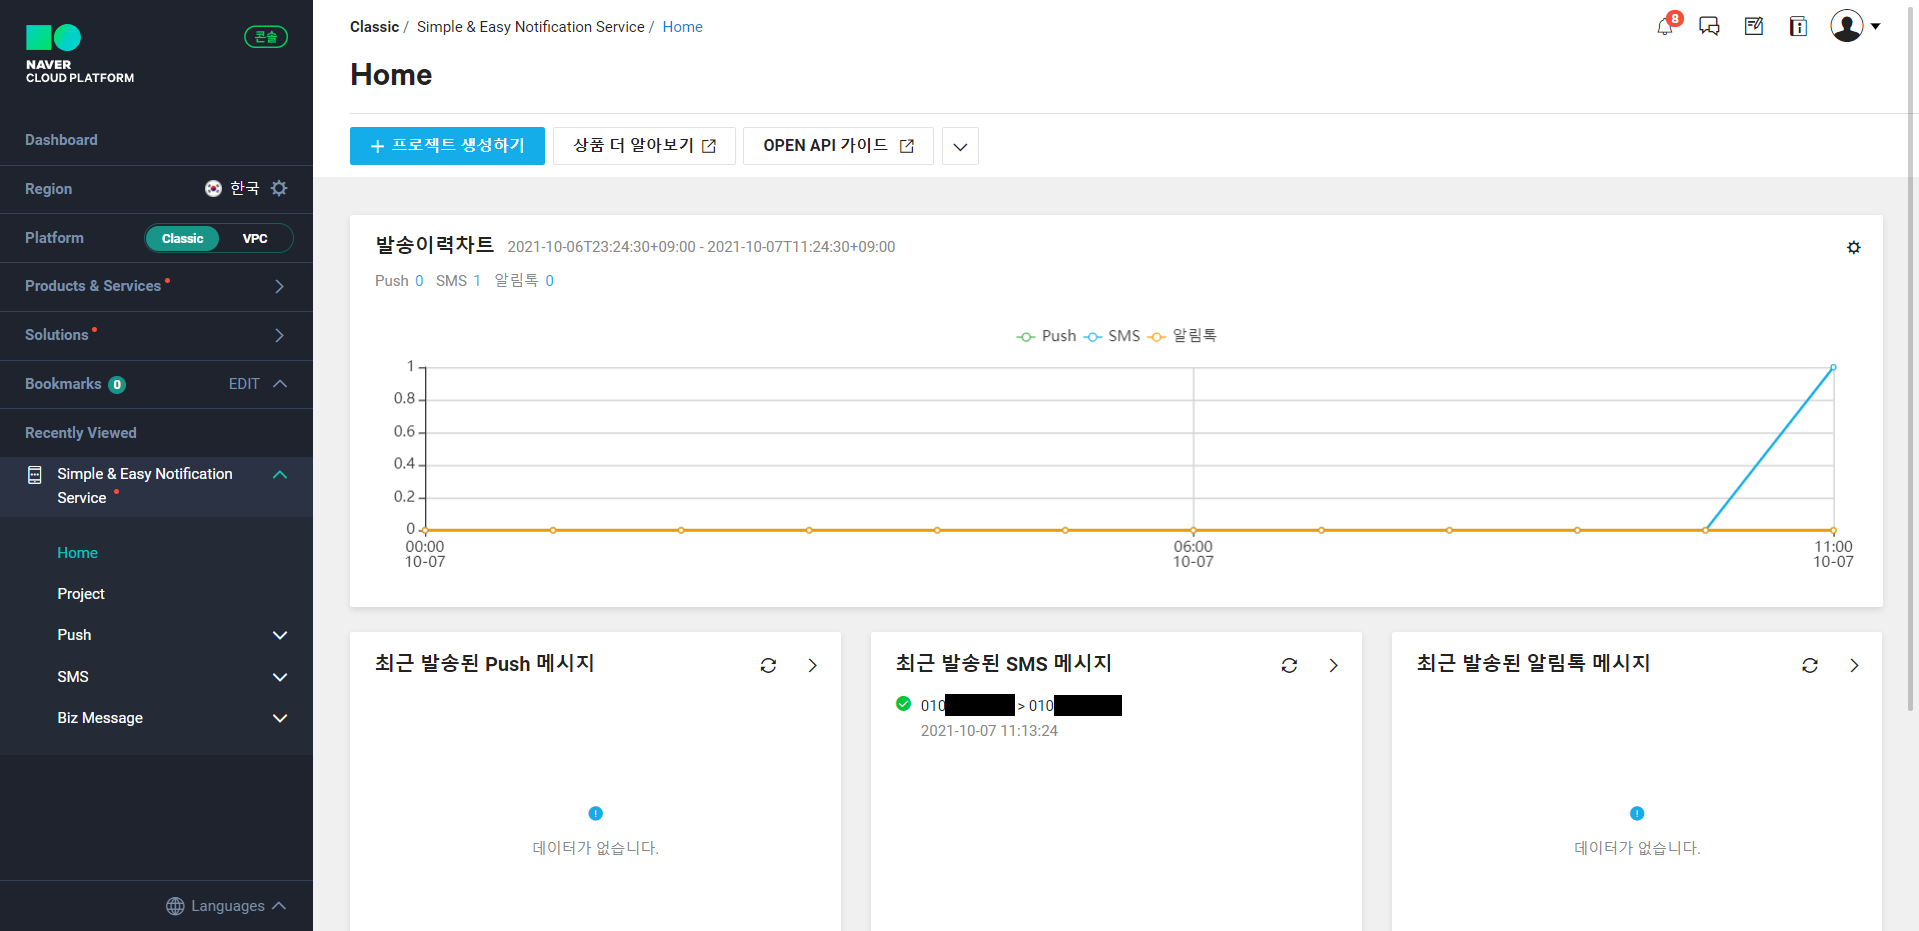 NAVER
CLOUD PLATFORM
콘솔
Dashboard
Region 한국
Platform Classic VPC
Products & Services
Solutions
Bookmarks 0 EDIT
Recently Viewed
Simple & Easy Notification
Service
Home
Project
Push
SMS
Biz Message
Languages
Classic / Simple & Easy Notification Service / Home
8
Home
+ 프로젝트 생성하기 상품 더 알아보기 OPEN API 가이드
발송이력차트 2021-10-06T23:24:30+09:00 - 2021-10-07T11:24:30+09:00
Push 0 SMS 1 알림톡 0
Push SMS 알림톡
1
0.8
0.6
0.4
0.2
0
00:00 06:00 11:00
10-07 10-07 10-07
최근 발송된 Push 메시지
데이터가 없습니다.
최근 발송된 SMS 메시지
010 > 010
2021-10-07 11:13:24
최근 발송된 알림톡 메시지
데이터가 없습니다.